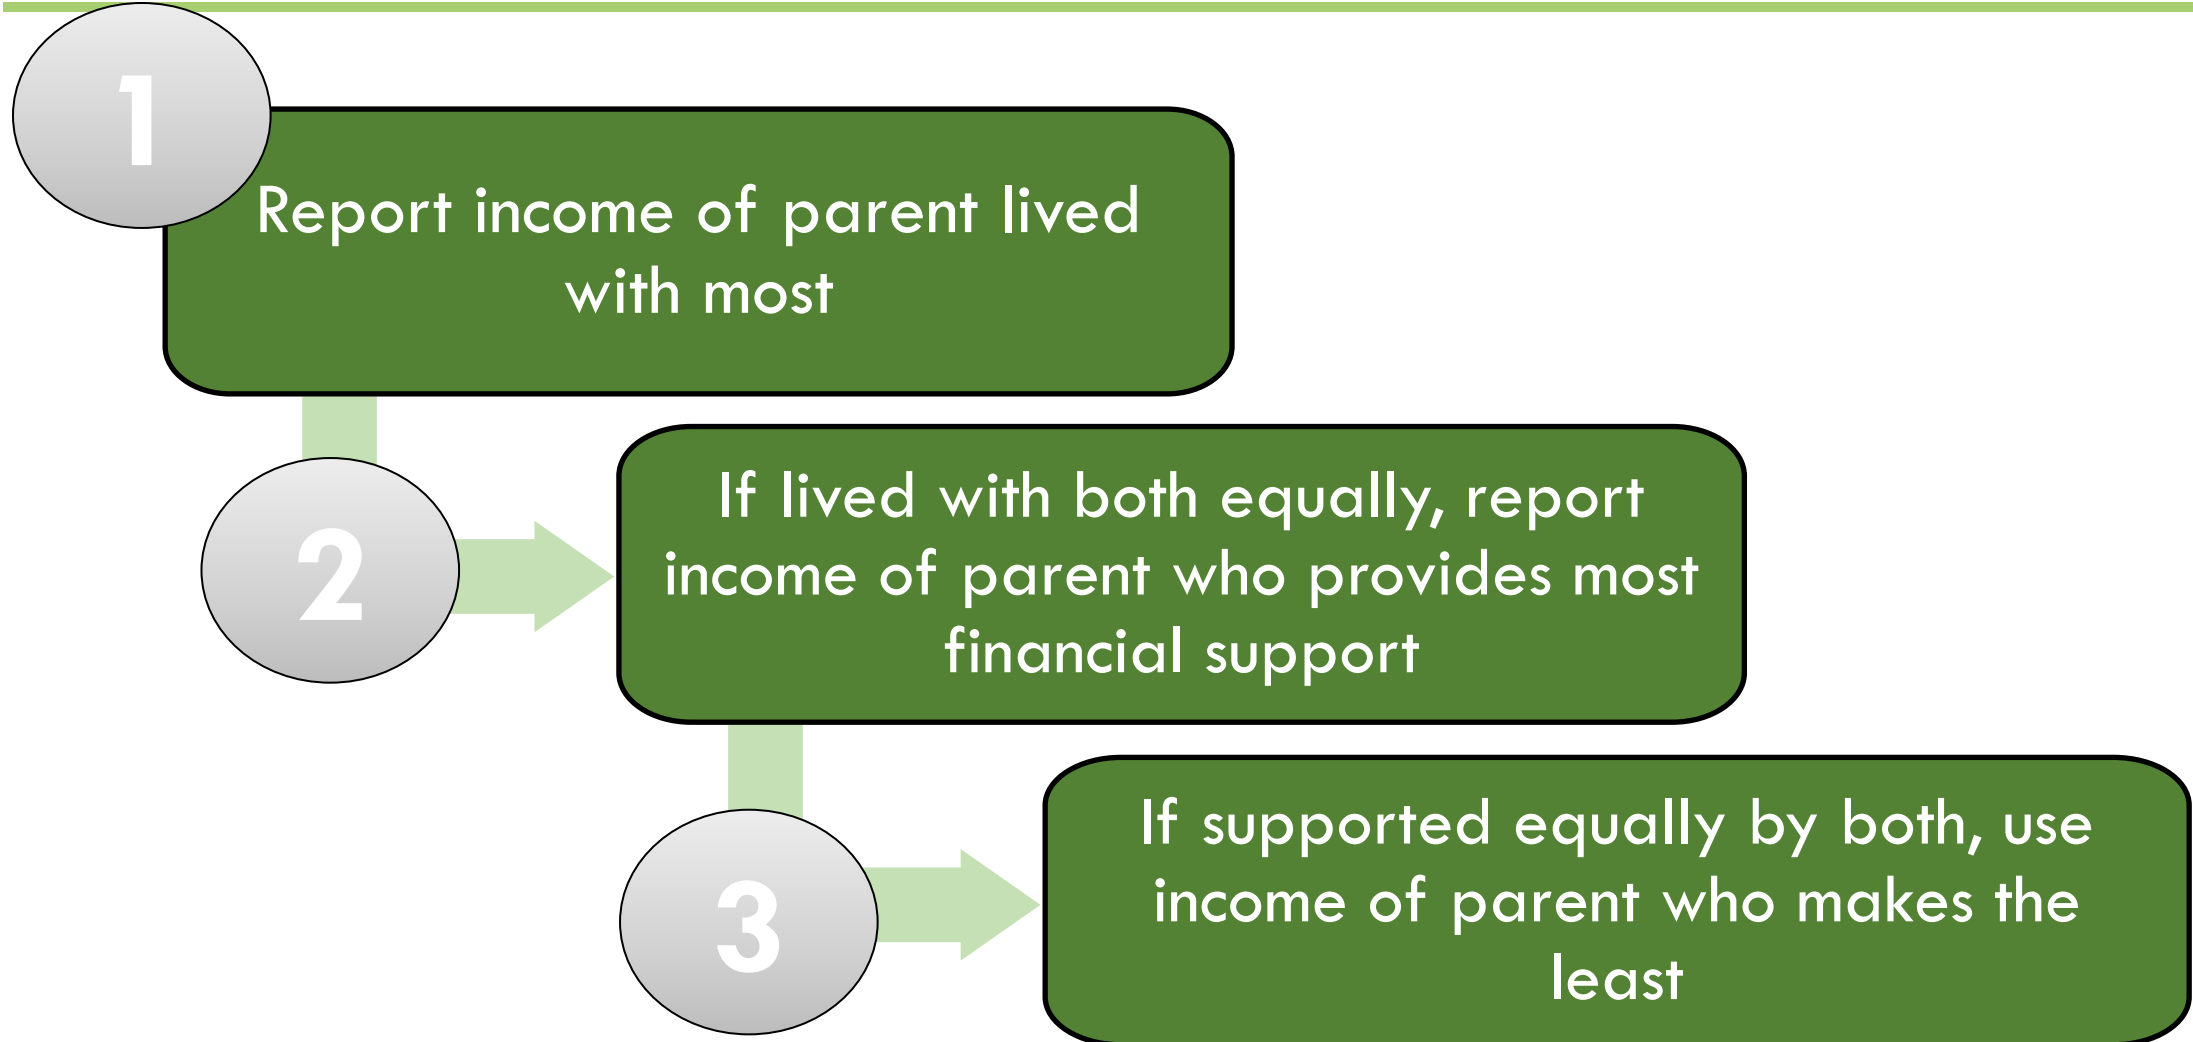 1
Report income of parent lived
with most
2
If lived with both equally, report
income of parent who provides most
financial support
3
If supported equally by both, use
income of parent who makes the
least